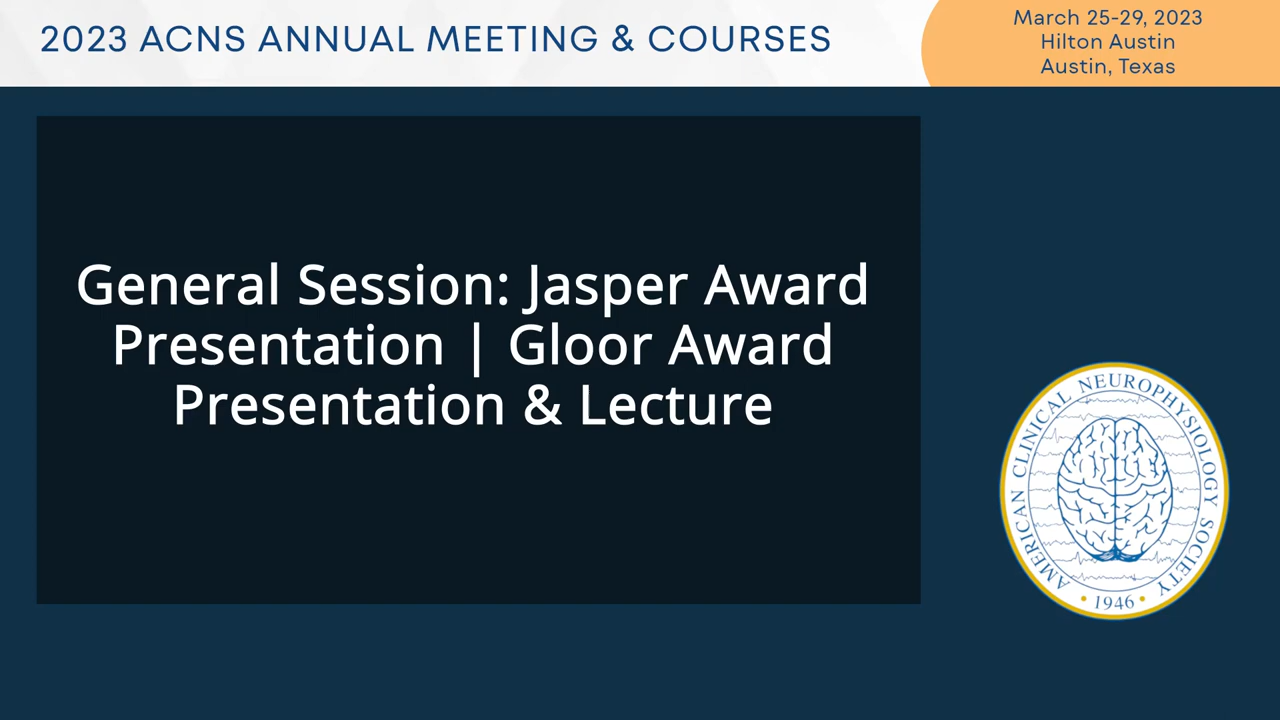 2023 ACNS ANNUAL MEETING & COURSES
March 25-29, 2023
Hilton Austin
Austin, Texas
General Session: Jasper Award
Presentation | Gloor Award
Presentation & Lecture
AMERICAN CLINICAL NEUROPHYSIOLOGY SOCIETY
• 1946 •